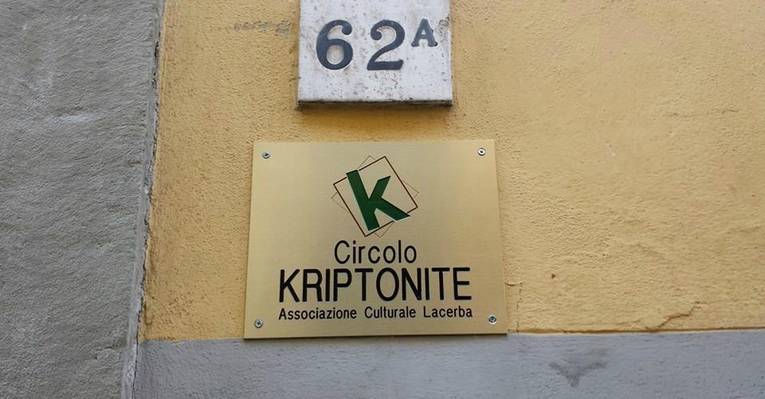 62A
k
Circolo
KRIPTONITE
Associazione Culturale Lacerba